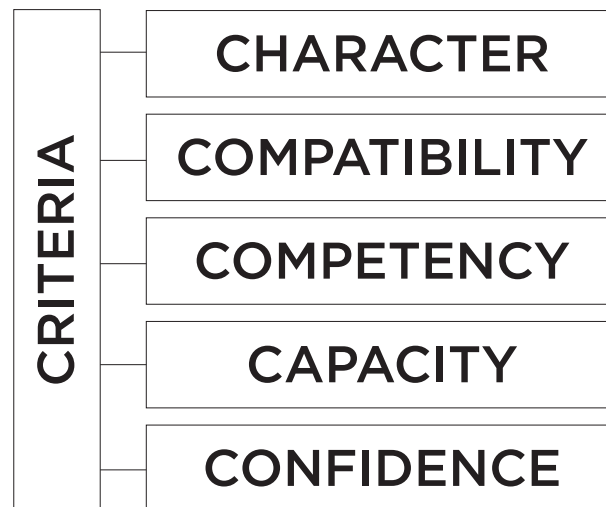 CRITERIA
CHARACTER
COMPATIBILITY
COMPETENCY
CAPACITY
CONFIDENCE